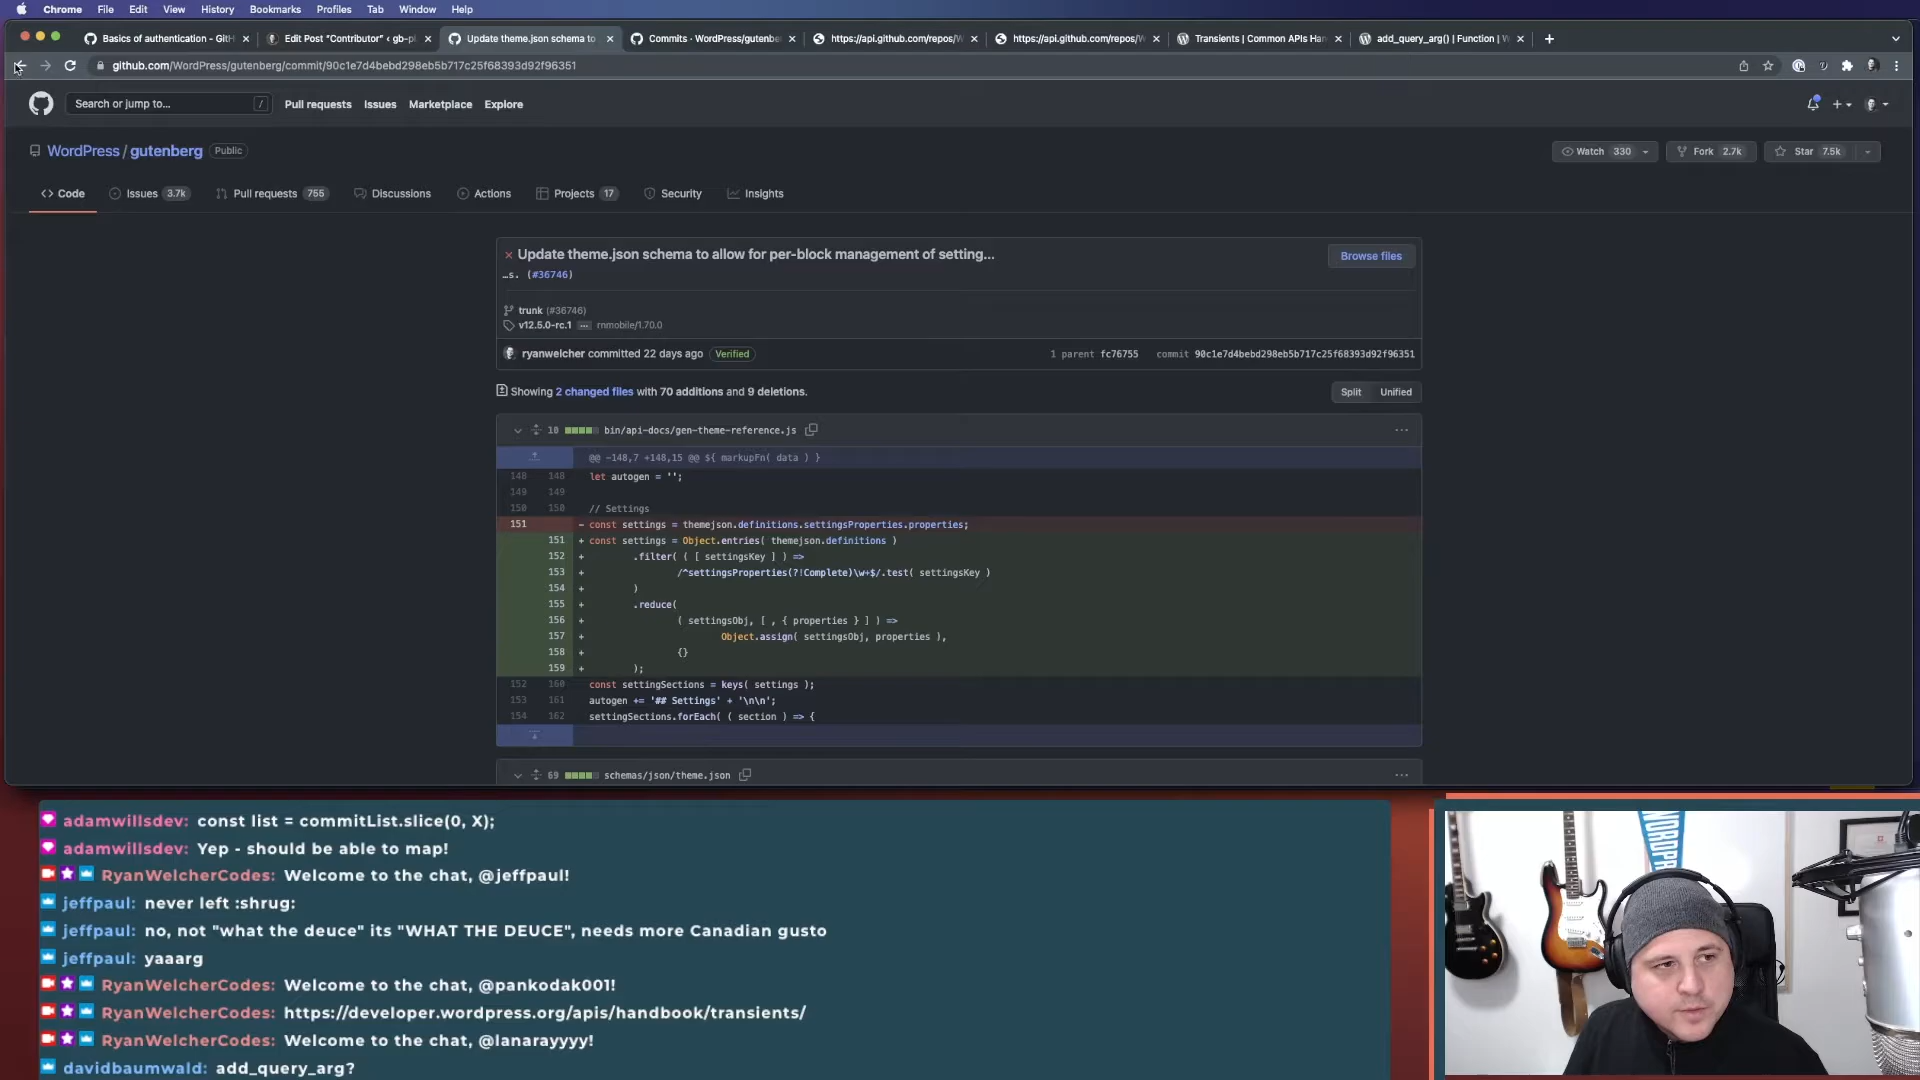 Chrome File Edit View History Bookmarks Profiles Tab Window Help
Basics of authentication - GitH
Edit Post "Contributor" ‹ gb-pl
Update theme.json schema to
Commits · WordPress/gutenbe
https://api.github.com/repos/W
https://api.github.com/repos/W
Transients | Common APIs Han
add_query_arg() | Function | W
github.com/WordPress/gutenberg/commit/90c1e7d4bebd298eb5b717c25f68393d92f96351
Search or jump to... /
Pull requests Issues Marketplace Explore
WordPress / gutenberg Public
Watch 330 Fork 2.7k Star 7.5k
<> Code Issues 3.7k Pull requests 755 Discussions Actions Projects 17 Security Insights
Update theme.json schema to allow for per-block management of setting...
Browse files
…s. (#36746)
trunk (#36746)
v12.5.0-rc.1 ... rnmobile/1.70.0
ryanwelcher committed 22 days ago Verified
1 parent fc76755 commit 90c1e7d4bebd298eb5b717c25f68393d92f96351
Showing 2 changed files with 70 additions and 9 deletions.
Split Unified
10 bin/api-docs/gen-theme-reference.js ...
@@ -148,7 +148,15 @@ ${ markupFn( data ) }
148 148 let autogen = '';
149 149
150 150 // Settings
151 - const settings = themejson.definitions.settingsProperties.properties;
151 + const settings = Object.entries( themejson.definitions )
152 + .filter( ( [ settingsKey ] ) =>
153 + /^settingsProperties(?!Complete)\w+$/.test( settingsKey )
154 + )
155 + .reduce(
156 + ( settingsObj, [ , { properties } ] ) =>
157 + Object.assign( settingsObj, properties ),
158 + {}
159 + );
152 160 const settingSections = keys( settings );
153 161 autogen += '## Settings' + '\n\n';
154 162 settingSections.forEach( ( section ) => {
69 schemas/json/theme.json ...
adamwillsdev: const list = commitList.slice(0, X);
adamwillsdev: Yep - should be able to map!
RyanWelcherCodes: Welcome to the chat, @jeffpaul!
jeffpaul: never left :shrug:
jeffpaul: no, not "what the deuce" its "WHAT THE DEUCE", needs more Canadian gusto
jeffpaul: yaaarg
RyanWelcherCodes: Welcome to the chat, @pankodak001!
RyanWelcherCodes: https://developer.wordpress.org/apis/handbook/transients/
RyanWelcherCodes: Welcome to the chat, @lanarayyyy!
davidbaumwald: add_query_arg?